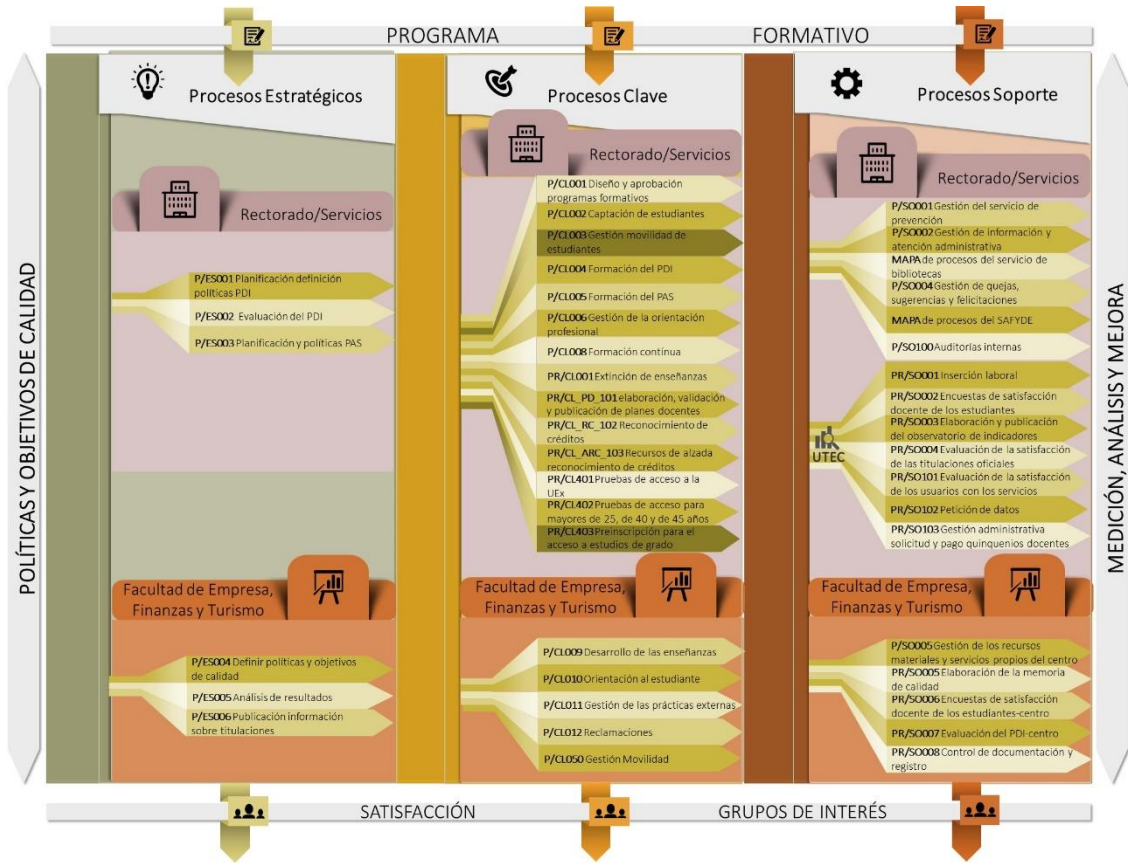 PROGRAMA FORMATIVO
POLÍTICAS Y OBJETIVOS DE CALIDAD
Procesos Estratégicos
Rectorado/Servicios
P/ES001 Planificación definición
políticas PDI
P/ES002 Evaluación del PDI
P/ES003 Planificación y políticas PAS
Facultad de Empresa,
Finanzas y Turismo
P/ES004 Definir políticas y objetivos
de calidad
P/ES005 Análisis de resultados
P/ES006 Publicación información
sobre titulaciones
Procesos Clave
Rectorado/Servicios
P/CL001 Diseño y aprobación
programas formativos
P/CL002 Captación de estudiantes
P/CL003 Gestión movilidad de
estudiantes
P/CL004 Formación del PDI
P/CL005 Formación del PAS
P/CL006 Gestión de la orientación
profesional
P/CL008 Formación contínua
PR/CL001 Extinción de enseñanzas
PR/CL_PD_101 elaboración, validación
y publicación de planes docentes
PR/CL_RC_102 Reconocimiento de
créditos
PR/CL_ARC_103 Recursos de alzada
reconocimiento de créditos
PR/CL401 Pruebas de acceso a la
UEx
PR/CL402 Pruebas de acceso para
mayores de 25, de 40 y de 45 años
PR/CL403 Preinscripción para el
acceso a estudios de grado
Facultad de Empresa,
Finanzas y Turismo
P/CL009 Desarrollo de las enseñanzas
P/CL010 Orientación al estudiante
P/CL011 Gestión de las prácticas externas
P/CL012 Reclamaciones
P/CL050 Gestión Movilidad
Procesos Soporte
Rectorado/Servicios
P/SO001 Gestión del servicio de
prevención
P/SO002 Gestión de información y
atención administrativa
MAPA de procesos del servicio de
bibliotecas
P/SO004 Gestión de quejas,
sugerencias y felicitaciones
MAPA de procesos del SAFYDE
P/SO100 Auditorías internas
UTEC
PR/SO001 Inserción laboral
PR/SO002 Encuestas de satisfacción
docente de los estudiantes
PR/SO003 Elaboración y publicación
del observatorio de indicadores
PR/SO004 Evaluación de la satisfacción
de las titulaciones oficiales
PR/SO101 Evaluación de la satisfacción
de los usuarios con los servicios
PR/SO102 Petición de datos
PR/SO103 Gestión administrativa
solicitud y pago quinquenios docentes
Facultad de Empresa,
Finanzas y Turismo
P/SO005 Gestión de los recursos
materiales y servicios propios del centro
PR/SO005 Elaboración de la memoria
de calidad
PR/SO006 Encuestas de satisfacción
docente de los estudiantes-centro
PR/SO007 Evaluación del PDI-centro
PR/SO008 Control de documentación y
registro
MEDICIÓN, ANÁLISIS Y MEJORA
SATISFACCIÓN GRUPOS DE INTERÉS